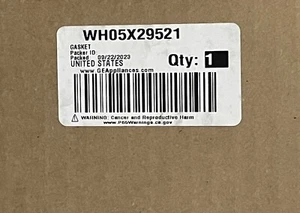 WH05X29521
GASKET
Packer ID:
Packed 09/22/2023
UNITED STATES
Qty: 1
www.GEAppliances.com
⚠ WARNING: Cancer and Reproductive Harm
www.P65Warnings.ca.gov